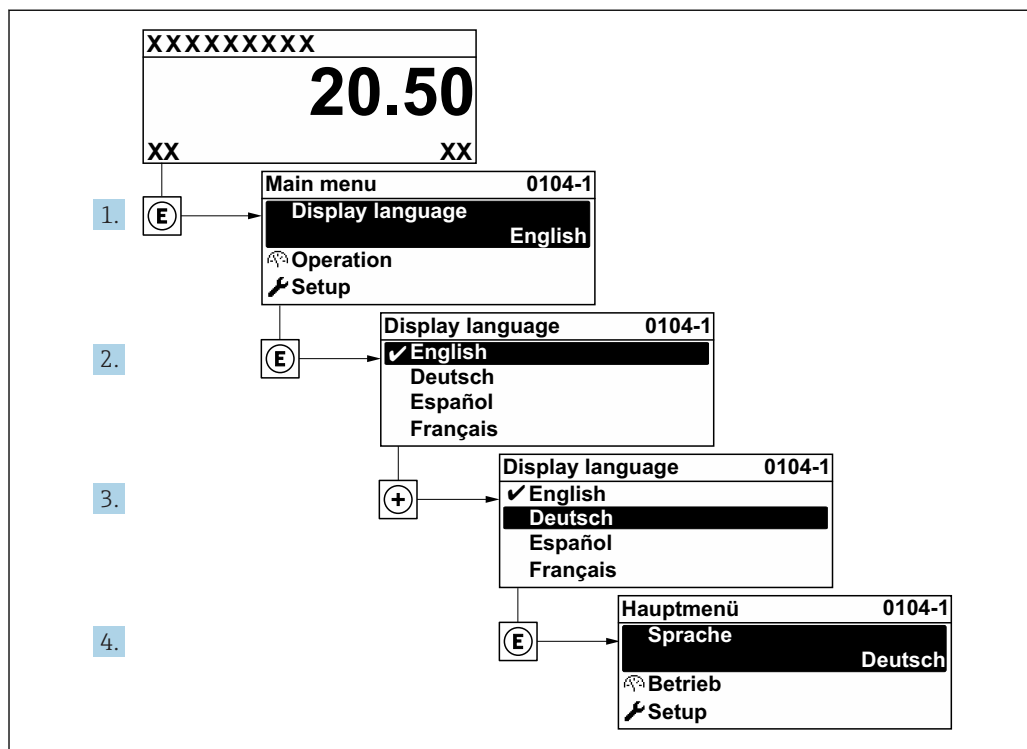 XXXXXXXXX
20.50
XX XX
1. E
Main menu 0104-1
Display language
English
Operation
Setup
2. E
Display language 0104-1
✔ English
Deutsch
Español
Français
3. +
Display language 0104-1
✔ English
Deutsch
Español
Français
4. E
Hauptmenü 0104-1
Sprache
Deutsch
Betrieb
Setup